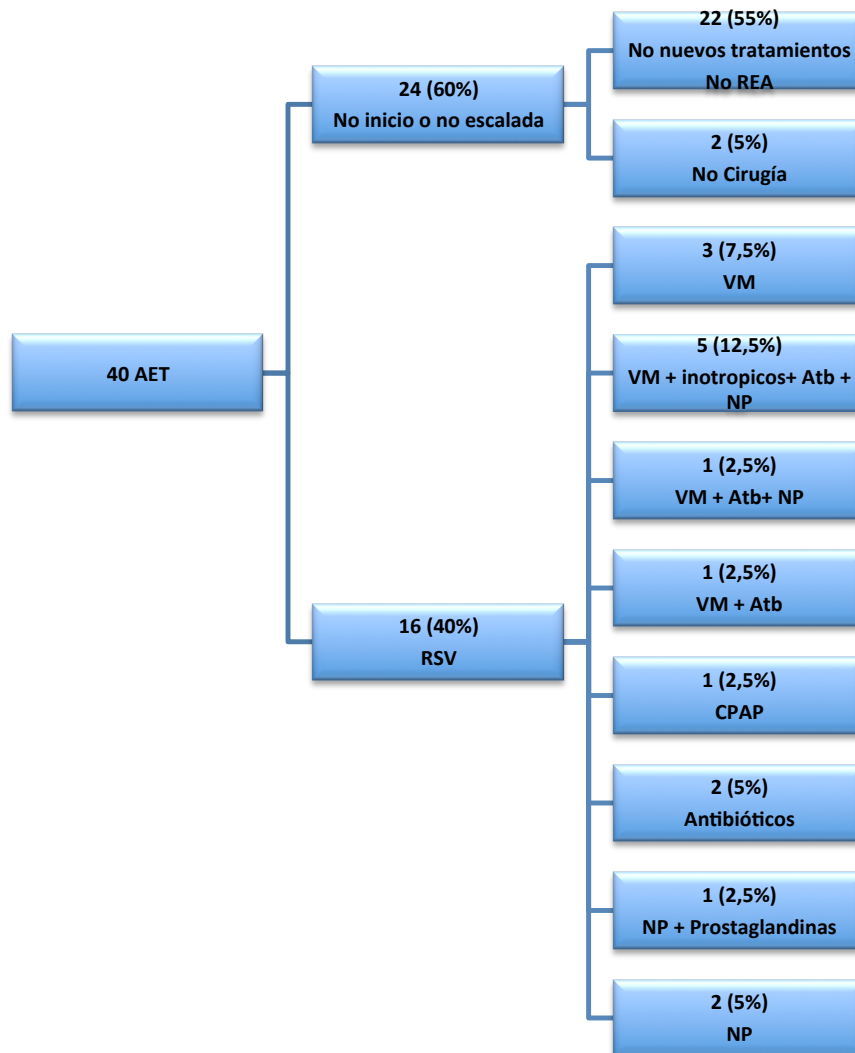 40 AET
24 (60%)
No inicio o no escalada
22 (55%)
No nuevos tratamientos
No REA
2 (5%)
No Cirugía
16 (40%)
RSV
3 (7,5%)
VM
5 (12,5%)
VM + inotropicos+ Atb +
NP
1 (2,5%)
VM + Atb+ NP
1 (2,5%)
VM + Atb
1 (2,5%)
CPAP
2 (5%)
Antibióticos
1 (2,5%)
NP + Prostaglandinas
2 (5%)
NP